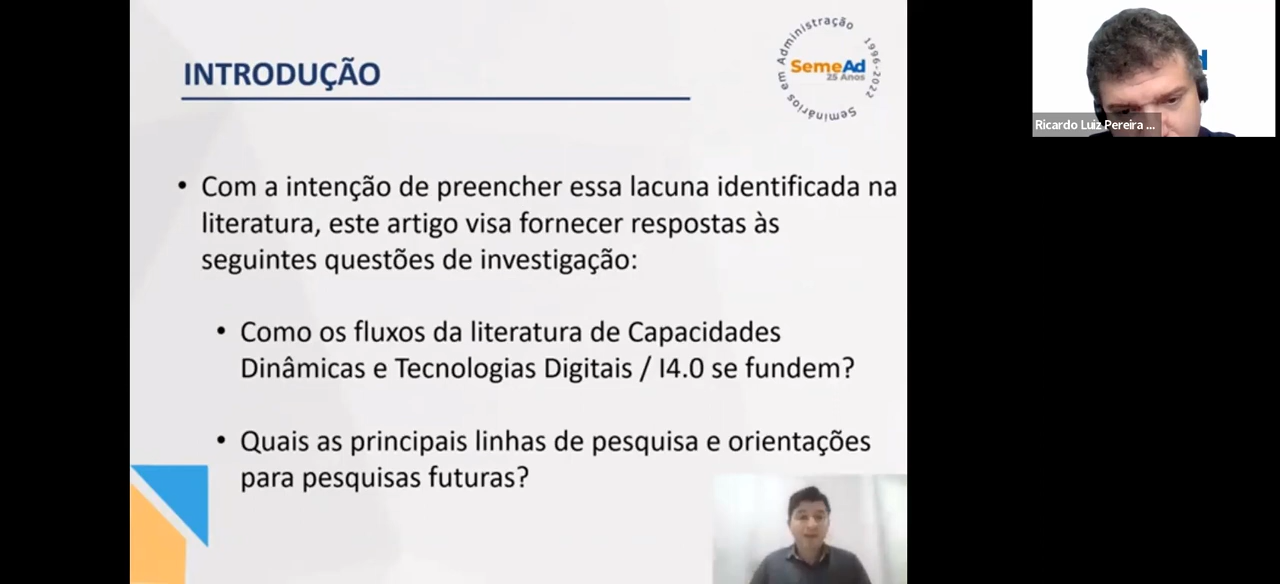 INTRODUÇÃO
Seminários em Administração 1996-2022
SemeAd
25 Anos
d
Ricardo Luiz Pereira ...
• Com a intenção de preencher essa lacuna identificada na
literatura, este artigo visa fornecer respostas às
seguintes questões de investigação:
• Como os fluxos da literatura de Capacidades
Dinâmicas e Tecnologias Digitais / I4.0 se fundem?
• Quais as principais linhas de pesquisa e orientações
para pesquisas futuras?